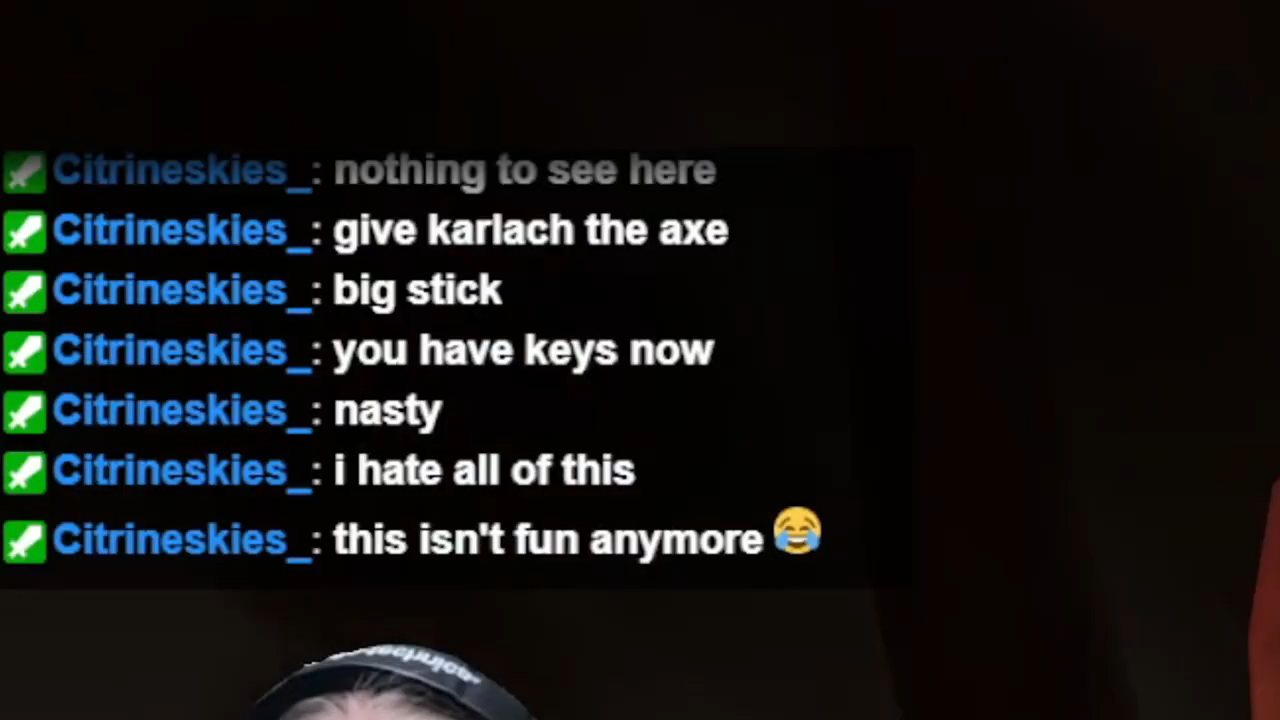 Citrineskies_: nothing to see here
Citrineskies_: give karlach the axe
Citrineskies_: big stick
Citrineskies_: you have keys now
Citrineskies_: nasty
Citrineskies_: i hate all of this
Citrineskies_: this isn't fun anymore 😂